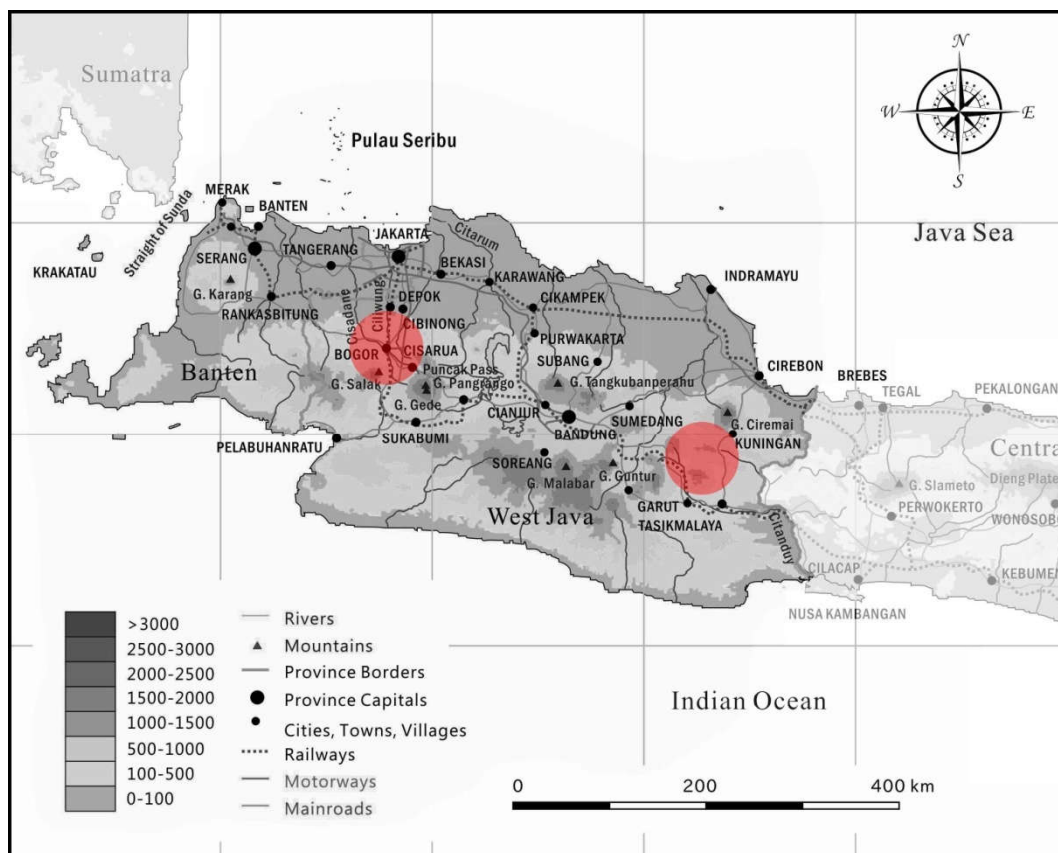 Sumatra
N
W
E
S
Pulau Seribu
MERAK
BANTEN
Straight of Sunda
JAKARTA
Citarum
Java Sea
SERANG
TANGERANG
BEKASI
KRAKATAU
KARAWANG
INDRAMAYU
G. Karang
Cisadane
Ciliwung
DEPOK
CIKAMPEK
RANKASBITUNG
CIBINONG
PURWAKARTA
BOGOR
CISARUA
SUBANG
CIREBON
Banten
Puncak Pass
BREBES
G. Salak
G. Pangrango
G. Tangkubanperahu
TEGAL
PEKALONGAN
G. Gede
CIANJUR
SUMEDANG
G. Ciremai
SUKABUMI
BANDUNG
KUNINGAN
PELABUHANRATU
Central
SOREANG
G. Guntur
G. Malabar
G. Slameto
Dieng Plate
West Java
GARUT
TASIKMALAYA
Citanduy
PERWOKERTO
WONOSOB
CILACAP
KEBUMEN
NUSA KAMBANGAN
>3000
2500-3000
2000-2500
1500-2000
1000-1500
500-1000
100-500
0-100
Rivers
Mountains
Province Borders
Province Capitals
Cities, Towns, Villages
Railways
Motorways
Mainroads
Indian Ocean
0 200 400 km